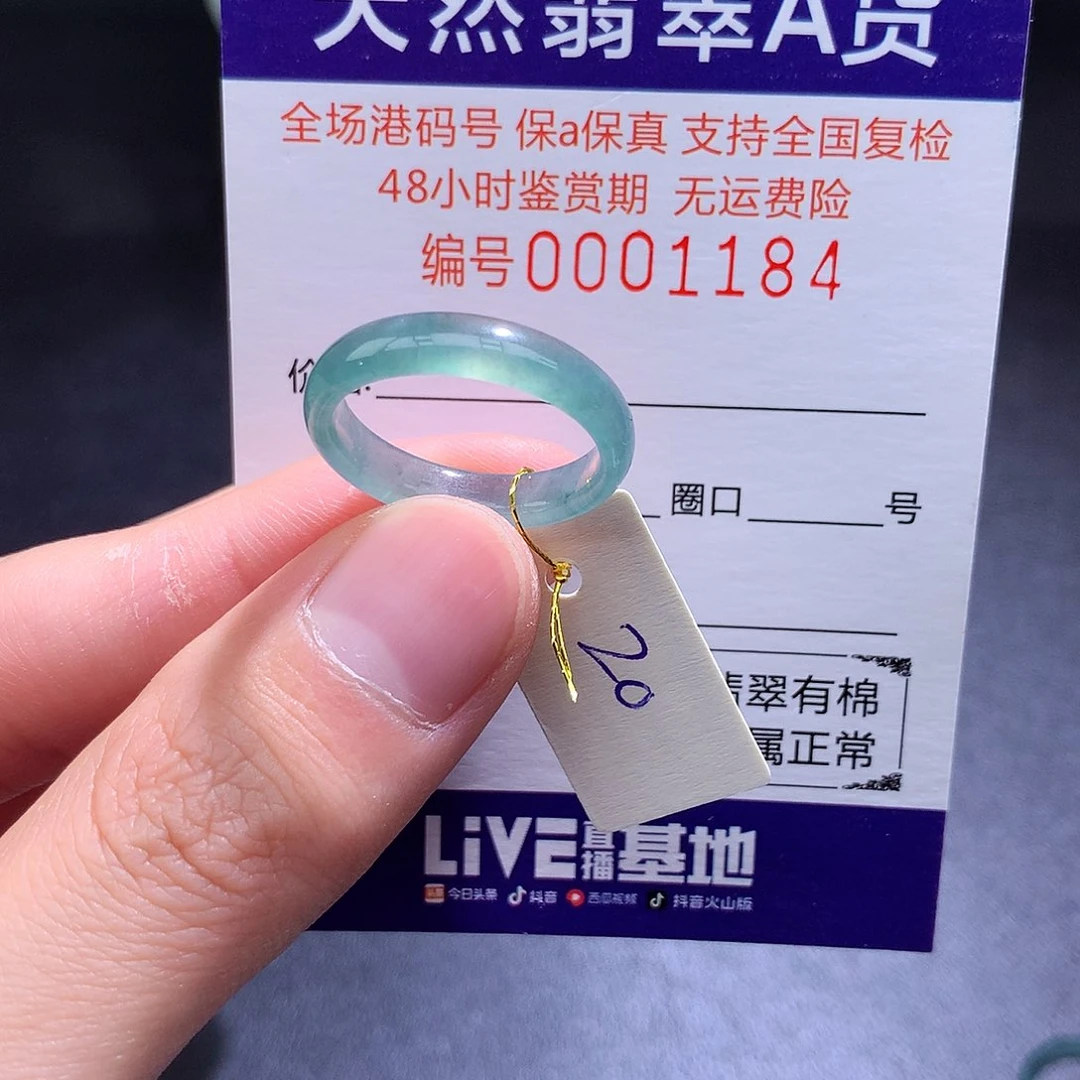 天然翡翠A货
全场港码号 保a保真 支持全国复检
48小时鉴赏期 无运费险
编号0001184
价
圈口 号
20
翡翠有棉
属正常
LiVE直播基地
今日头条 抖音 西瓜视频 抖音火山版